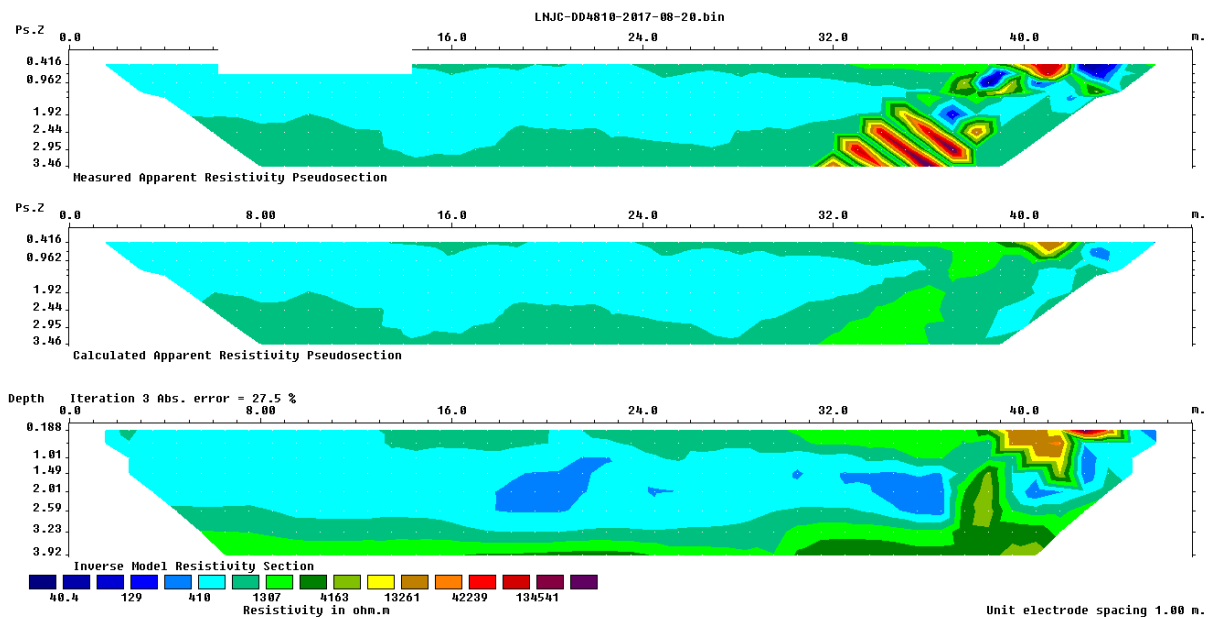 LNJC-DD4810-2017-08-20.bin
Ps.Z 0.0 16.0 24.0 32.0 40.0 m.
0.416
0.962
1.92
2.44
2.95
3.46
Measured Apparent Resistivity Pseudosection
Ps.Z 0.0 8.00 16.0 24.0 32.0 40.0 m.
0.416
0.962
1.92
2.44
2.95
3.46
Calculated Apparent Resistivity Pseudosection
Depth Iteration 3 Abs. error = 27.5 %
0.0 8.00 16.0 24.0 32.0 40.0 m.
0.188
1.01
1.49
2.01
2.59
3.23
3.92
Inverse Model Resistivity Section
40.4 129 410 1307 4163 13261 42239 134541
Resistivity in ohm.m Unit electrode spacing 1.00 m.